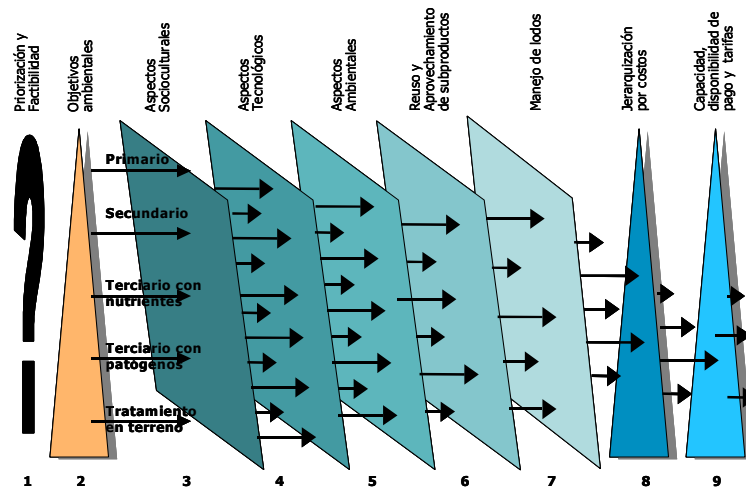 Priorización y
Factibilidad
Objetivos
ambientales
Aspectos
Socioculturales
Aspectos
Tecnológicos
Aspectos
Ambientales
Reuso y
Aprovechamiento
de subproductos
Manejo de lodos
Jerarquización
por costos
Capacidad,
disponibilidad de
pago y tarifas
?
Primario
Secundario
Terciario con
nutrientes
Terciario con
patógenos
Tratamiento
en terreno
1 2 3 4 5 6 7 8 9